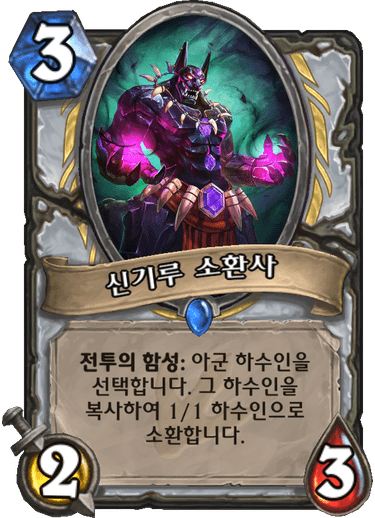 3
신기루 소환사
전투의 함성: 아군 하수인을
선택합니다. 그 하수인을
복사하여 1/1 하수인으로
소환합니다.
2
3